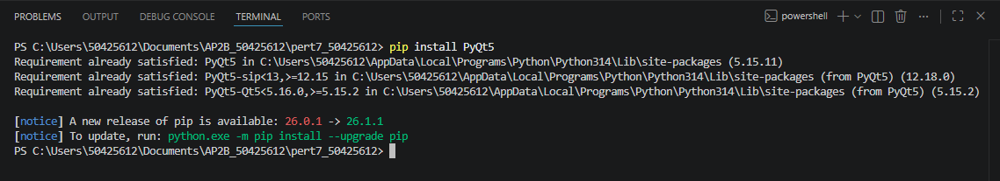 PROBLEMS OUTPUT DEBUG CONSOLE TERMINAL PORTS powershell
PS C:\Users\50425612\Documents\AP2B_50425612\pert7_50425612> pip install PyQt5
Requirement already satisfied: PyQt5 in C:\Users\50425612\AppData\Local\Programs\Python\Python314\Lib\site-packages (5.15.11)
Requirement already satisfied: PyQt5-sip<13,>=12.15 in C:\Users\50425612\AppData\Local\Programs\Python\Python314\Lib\site-packages (from PyQt5) (12.18.0)
Requirement already satisfied: PyQt5-Qt5<5.16.0,>=5.15.2 in C:\Users\50425612\AppData\Local\Programs\Python\Python314\Lib\site-packages (from PyQt5) (5.15.2)
[notice] A new release of pip is available: 26.0.1 -> 26.1.1
[notice] To update, run: python.exe -m pip install --upgrade pip
PS C:\Users\50425612\Documents\AP2B_50425612\pert7_50425612>